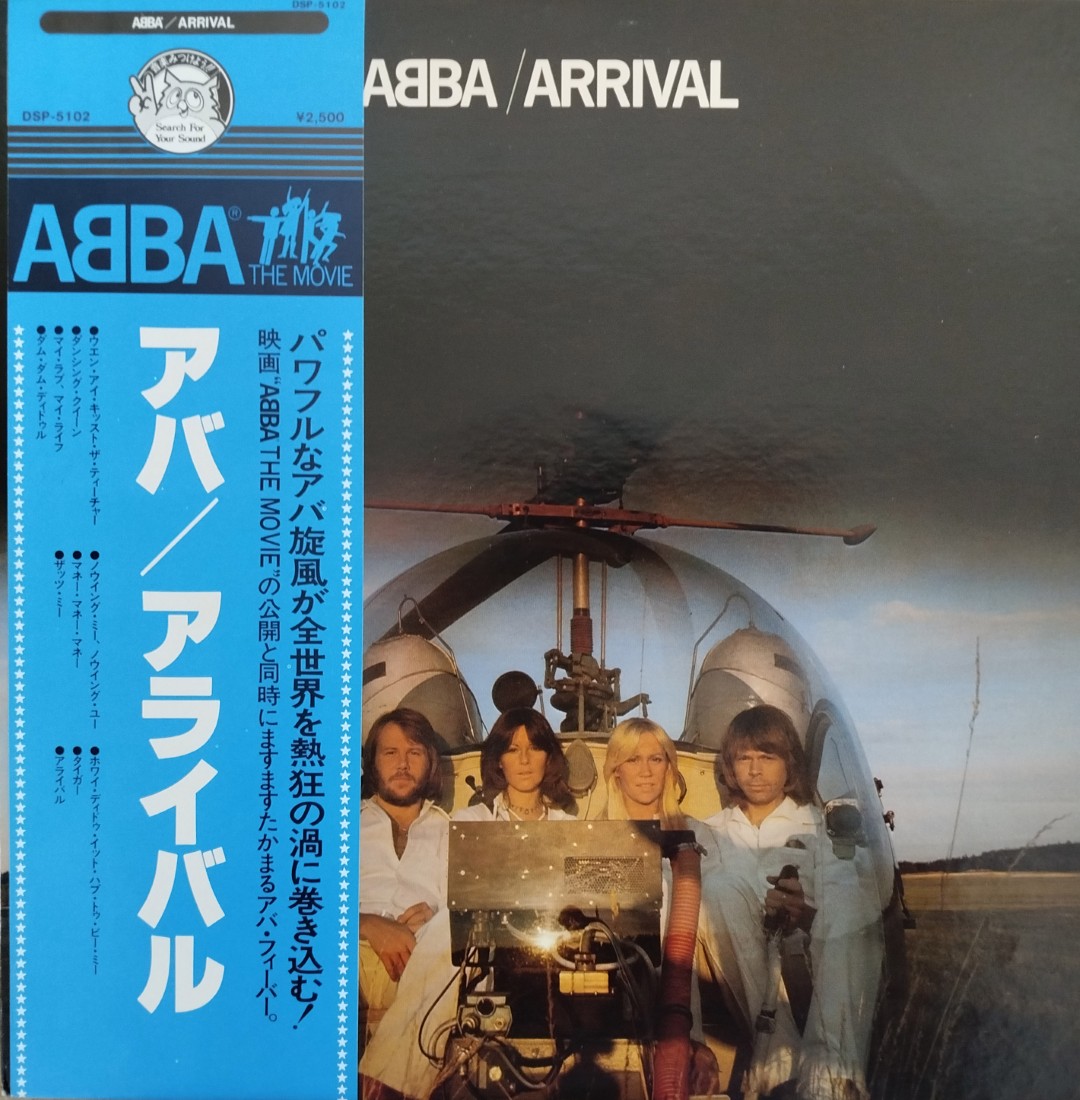 DSP-5102
ABBA/ARRIVAL
音楽みつけよう!!
Search For
Your Sound
DSP-5102
¥2,500
ABBA®
THE MOVIE
パワフルなアバ旋風が全世界を熱狂の渦に巻き込む!
映画“ABBA THE MOVIE”の公開と同時にますますたかまるアバ・フィーバー。
アバ/アライバル
●ウエン・アイ・キッスト・ザ・ティーチャー
●ダンシング・クイーン
●マイ・ラブ、マイ・ライフ
●ダム・ダム・ディドゥル
●ノウイング・ミー、ノウイング・ユー
●マネー・マネー・マネー
●ザッツ・ミー
●ホワイ・ディドゥ・イット・ハブ・トゥ・ビー・ミー
●タイガー
●アライバル
ABBA/ARRIVAL